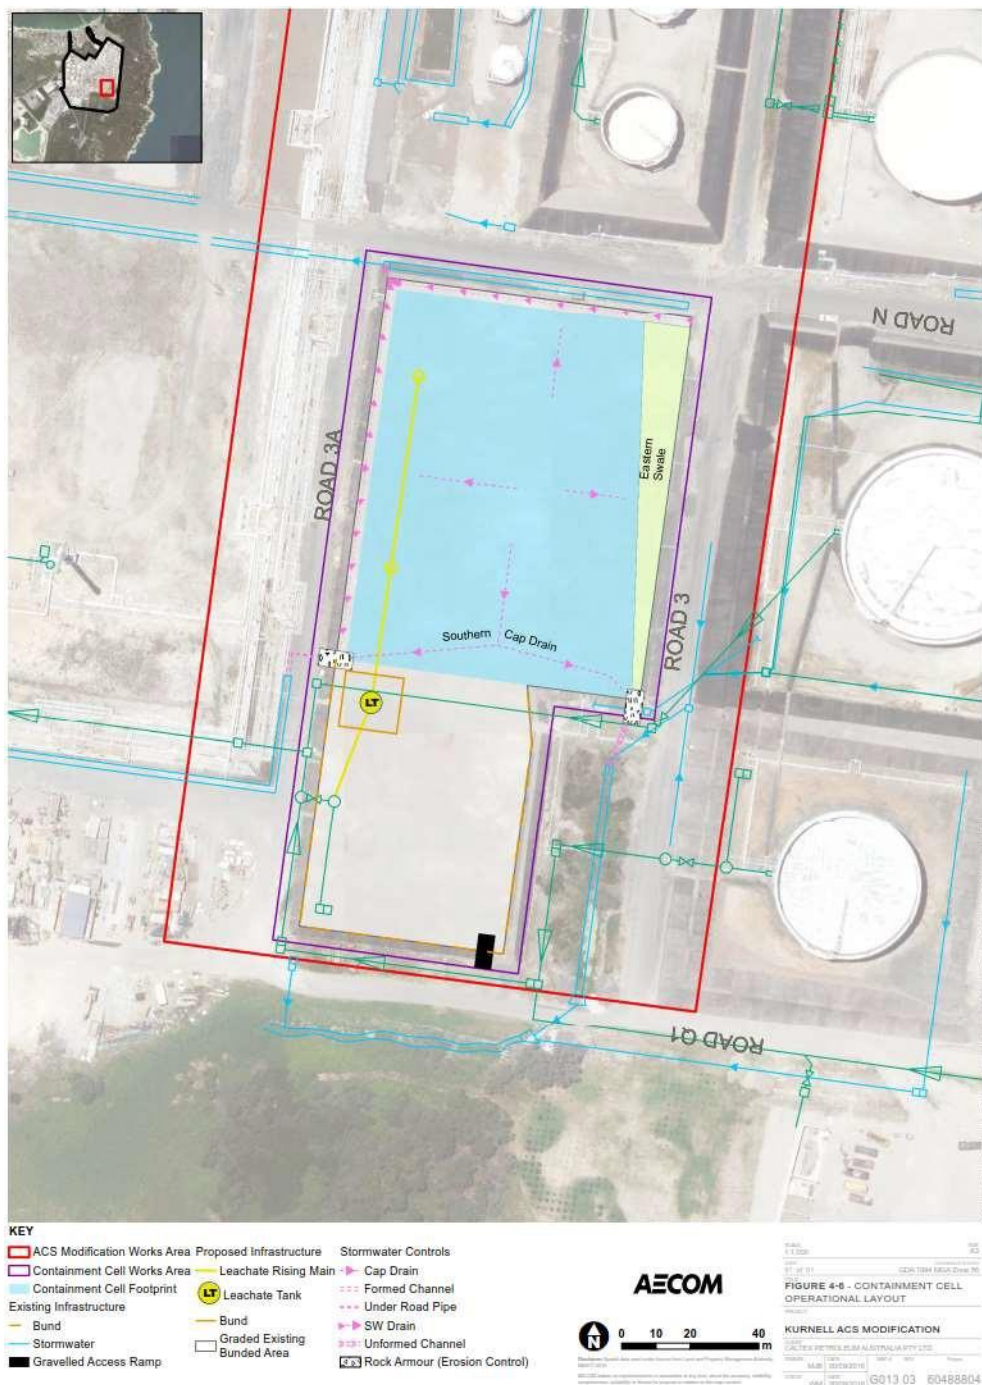 ROAD N
ROAD 3A
Eastern
Swale
ROAD 3
Southern Cap Drain
LT
ROAD Q1
KEY
ACS Modification Works Area
Containment Cell Works Area
Containment Cell Footprint
Existing Infrastructure
Bund
Stormwater
Gravelled Access Ramp
Proposed Infrastructure
Leachate Rising Main
LT Leachate Tank
Bund
Graded Existing
Bunded Area
Stormwater Controls
Cap Drain
Formed Channel
Under Road Pipe
SW Drain
Unformed Channel
Rock Armour (Erosion Control)
AECOM
N
0 10 20 40
m
A3
FIGURE 4-6 - CONTAINMENT CELL
OPERATIONAL LAYOUT
KURNELL ACS MODIFICATION
CALTEX PETROLEUM AUSTRALIA PTY LTD
G013 03 60488804